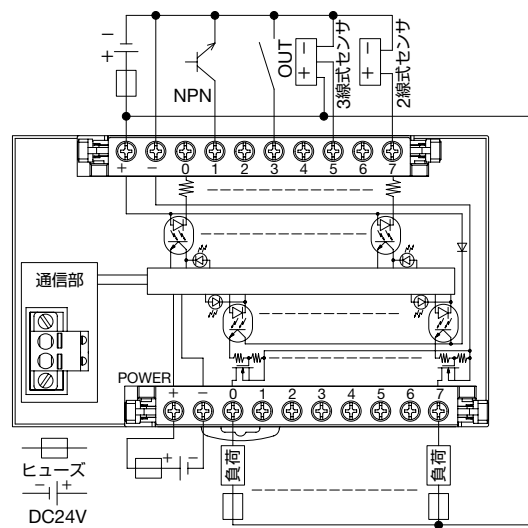 −
+
NPN
OUT
− +
3線式センサ
− +
2線式センサ
+ − 0 1 2 3 4 5 6 7
通信部
POWER
+ − 0 1 2 3 4 5 6 7
ヒューズ
− +
DC24V
+ −
負荷
負荷